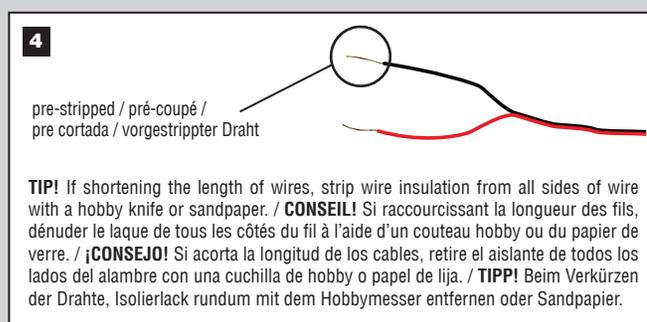 4
pre-stripped / pré-coupé /
pre cortada / vorgestrippter Draht
TIP! If shortening the length of wires, strip wire insulation from all sides of wire
with a hobby knife or sandpaper. / CONSEIL! Si raccourcissant la longueur des fils,
dénuder le laque de tous les côtés du fil à l'aide d'un couteau hobby ou du papier de
verre. / ¡CONSEJO! Si acorta la longitud de los cables, retire el aislante de todos los
lados del alambre con una cuchilla de hobby o papel de lija. / TIPP! Beim Verkürzen
der Drahte, Isolierlack rundum mit dem Hobbymesser entfernen oder Sandpapier.